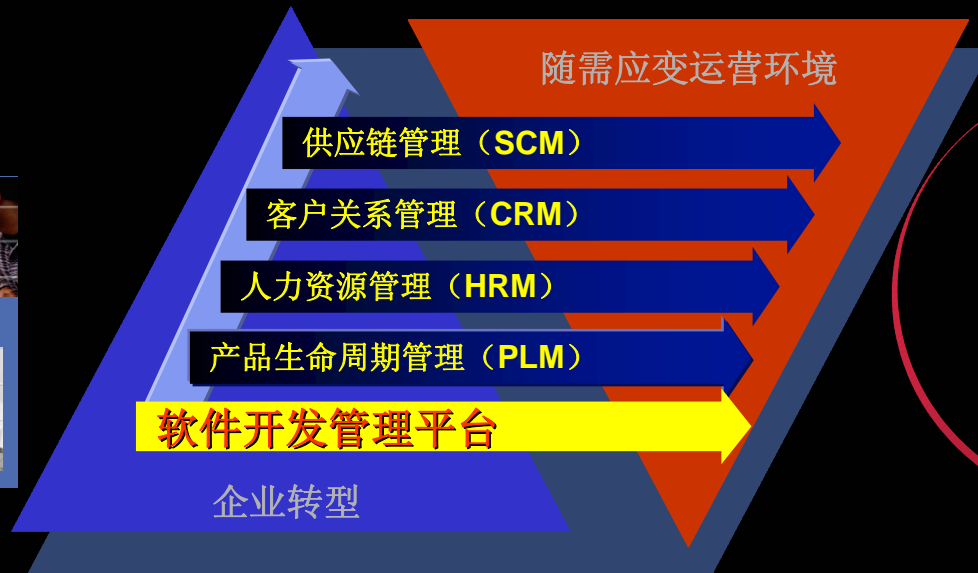 随需应变运营环境
供应链管理（SCM）
客户关系管理（CRM）
人力资源管理（HRM）
产品生命周期管理（PLM）
软件开发管理平台
企业转型